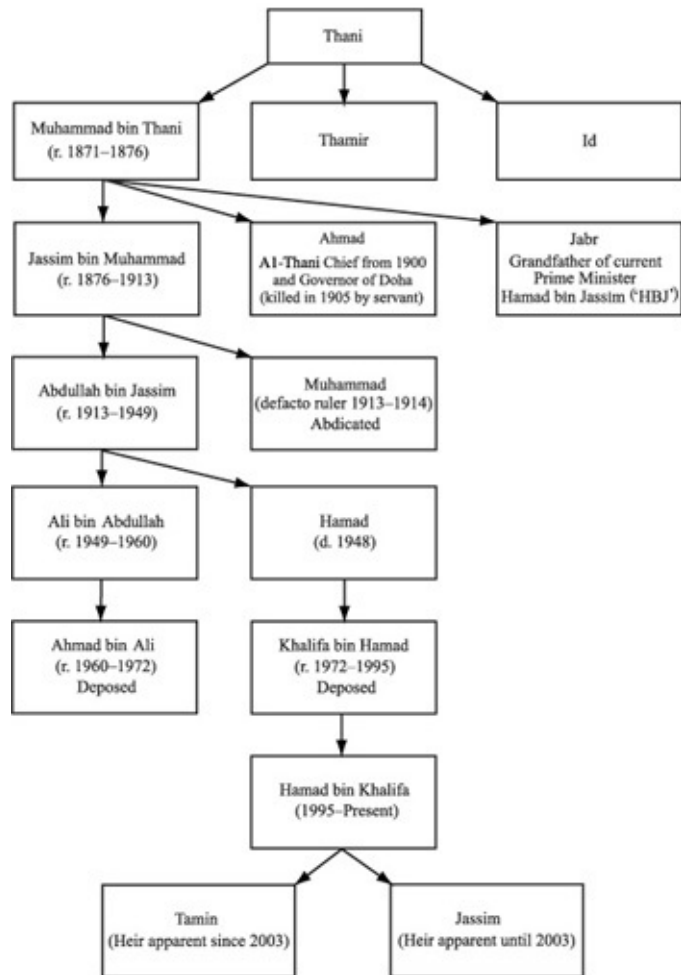 Thani
Muhammad bin Thani
(r. 1871–1876)
Thamir
Id
Jassim bin Muhammad
(r. 1876–1913)
Ahmad
A1-Thani Chief from 1900
and Governor of Doha
(killed in 1905 by servant)
Jabr
Grandfather of current
Prime Minister
Hamad bin Jassim (‘HBJ’)
Abdullah bin Jassim
(r. 1913–1949)
Muhammad
(defacto ruler 1913–1914)
Abdicated
Ali bin Abdullah
(r. 1949–1960)
Hamad
(d. 1948)
Ahmad bin Ali
(r. 1960–1972)
Deposed
Khalifa bin Hamad
(r. 1972–1995)
Deposed
Hamad bin Khalifa
(1995–Present)
Tamin
(Heir apparent since 2003)
Jassim
(Heir apparent until 2003)